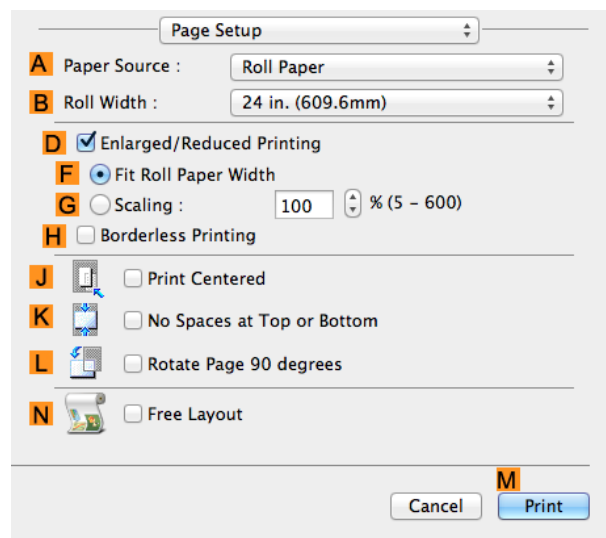 Page Setup
A Paper Source : Roll Paper
B Roll Width : 24 in. (609.6mm)
D Enlarged/Reduced Printing
F Fit Roll Paper Width
G Scaling : 100 % (5 – 600)
H Borderless Printing
J Print Centered
K No Spaces at Top or Bottom
L Rotate Page 90 degrees
N Free Layout
M
Cancel Print